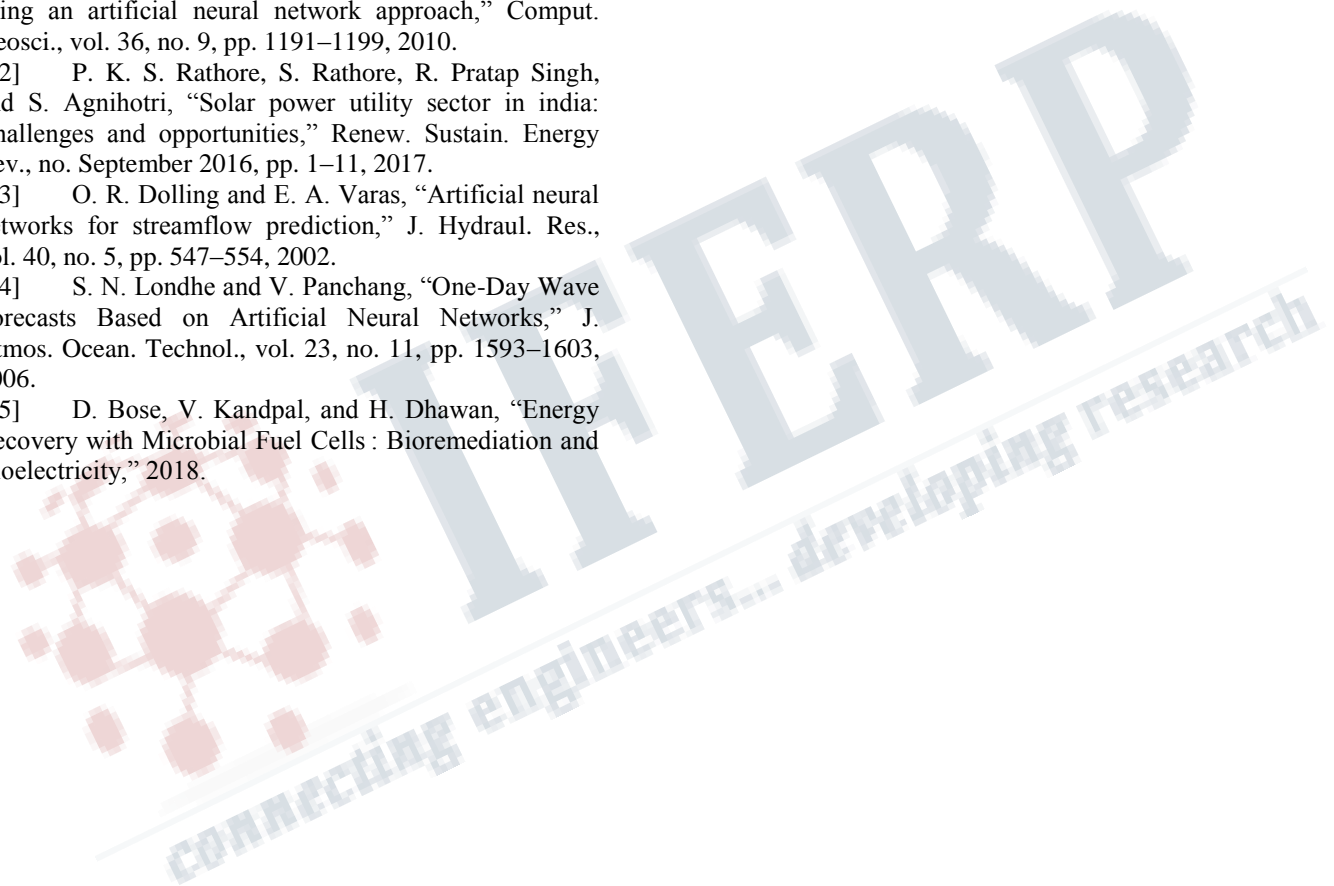 ing an artificial neural network approach,” Comput.
eosci., vol. 36, no. 9, pp. 1191–1199, 2010.
2] P. K. S. Rathore, S. Rathore, R. Pratap Singh,
d S. Agnihotri, “Solar power utility sector in india:
hallenges and opportunities,” Renew. Sustain. Energy
ev., no. September 2016, pp. 1–11, 2017.
3] O. R. Dolling and E. A. Varas, “Artificial neural
tworks for streamflow prediction,” J. Hydraul. Res.,
ol. 40, no. 5, pp. 547–554, 2002.
4] S. N. Londhe and V. Panchang, “One-Day Wave
orecasts Based on Artificial Neural Networks,” J.
tmos. Ocean. Technol., vol. 23, no. 11, pp. 1593–1603,
006.
5] D. Bose, V. Kandpal, and H. Dhawan, “Energy
ecovery with Microbial Fuel Cells : Bioremediation and
oelectricity,” 2018.
IFERP
connecting engineers... developing research